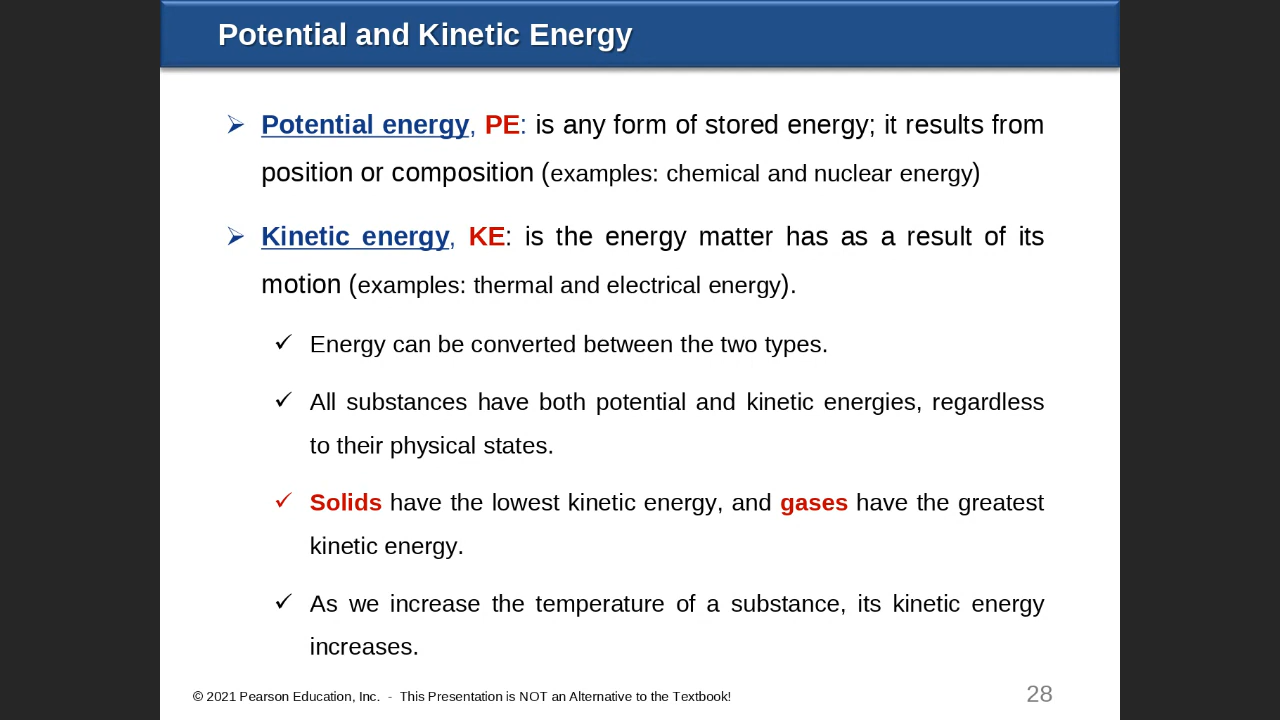 Potential and Kinetic Energy
➢ Potential energy, PE: is any form of stored energy; it results from
position or composition (examples: chemical and nuclear energy)
➢ Kinetic energy, KE: is the energy matter has as a result of its
motion (examples: thermal and electrical energy).
✓ Energy can be converted between the two types.
✓ All substances have both potential and kinetic energies, regardless
to their physical states.
✓ Solids have the lowest kinetic energy, and gases have the greatest
kinetic energy.
✓ As we increase the temperature of a substance, its kinetic energy
increases.
© 2021 Pearson Education, Inc. - This Presentation is NOT an Alternative to the Textbook!
28